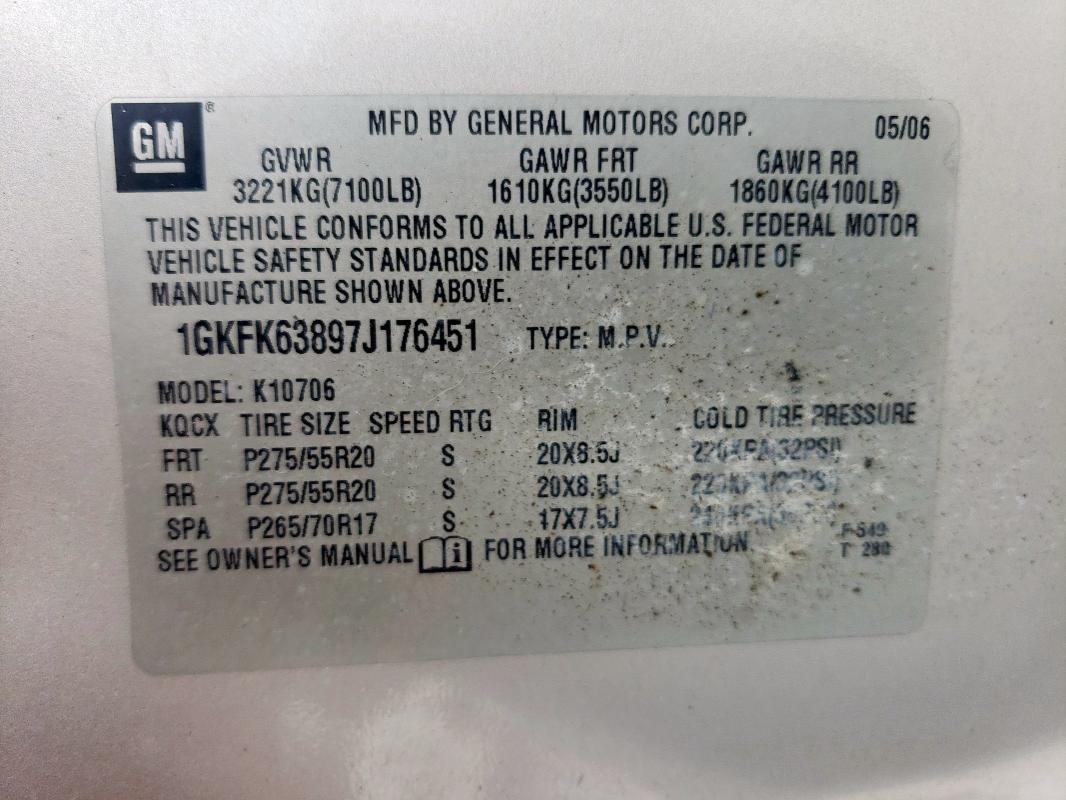 GM ®
MFD BY GENERAL MOTORS CORP. 05/06
GVWR GAWR FRT GAWR RR
3221KG(7100LB) 1610KG(3550LB) 1860KG(4100LB)
THIS VEHICLE CONFORMS TO ALL APPLICABLE U.S. FEDERAL MOTOR
VEHICLE SAFETY STANDARDS IN EFFECT ON THE DATE OF
MANUFACTURE SHOWN ABOVE.
1GKFK63897J176451 TYPE: M.P.V.
MODEL: K10706
KQCX TIRE SIZE SPEED RTG RIM COLD TIRE PRESSURE
FRT P275/55R20 S 20X8.5J 220KPA(32PSI)
RR P275/55R20 S 20X8.5J
SPA P265/70R17 S 17X7.5J
SEE OWNER'S MANUAL i FOR MORE INFORMATION